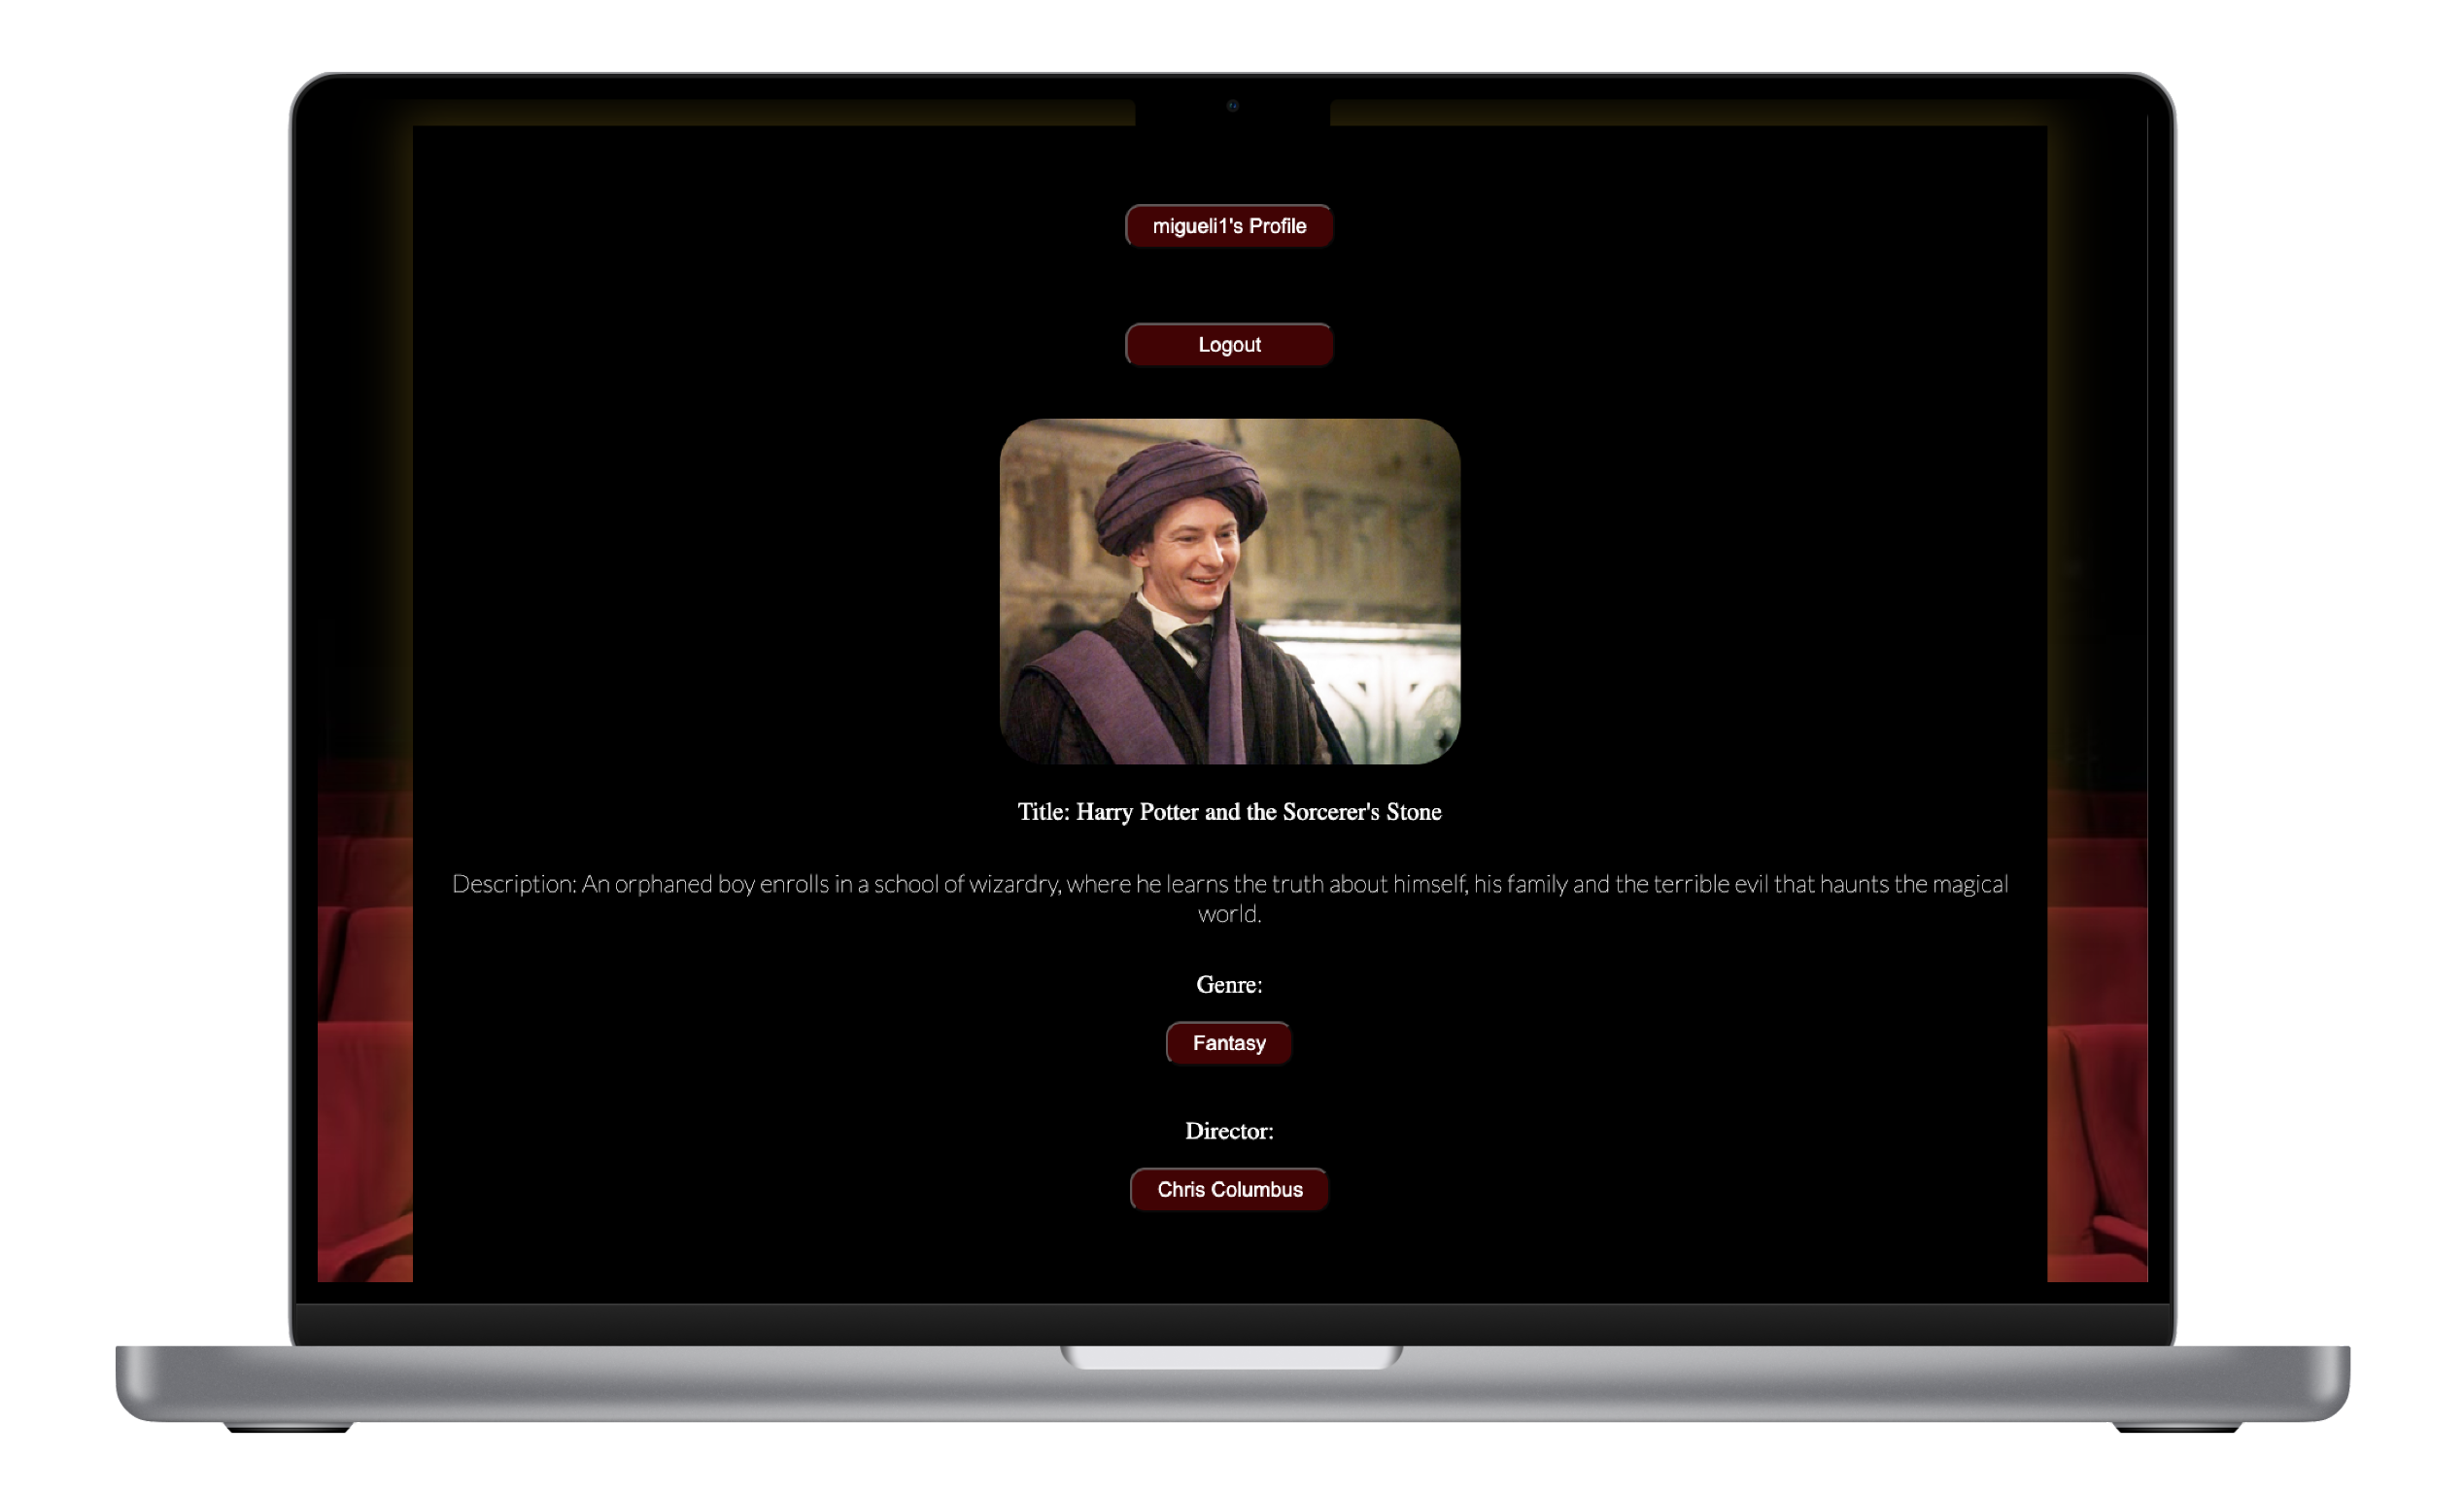 migueli1's Profile
Logout
Title: Harry Potter and the Sorcerer's Stone
Description: An orphaned boy enrolls in a school of wizardry, where he learns the truth about himself, his family and the terrible evil that haunts the magical
world.
Genre:
Fantasy
Director:
Chris Columbus